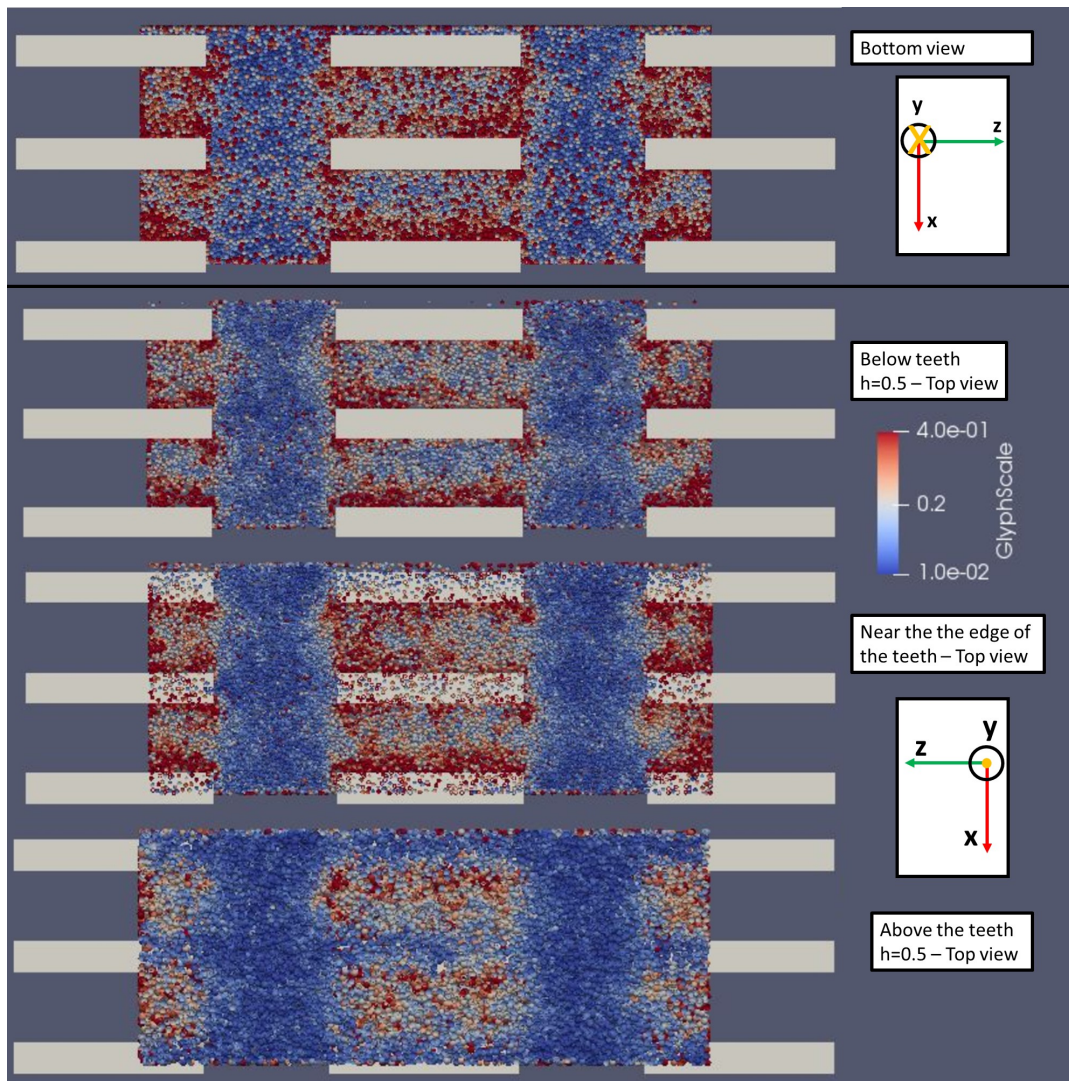 Bottom view
y
z
x
Below teeth
h=0.5 – Top view
4.0e-01
0.2
1.0e-02
GlyphScale
Near the the edge of
the teeth – Top view
y
z
x
Above the teeth
h=0.5 – Top view